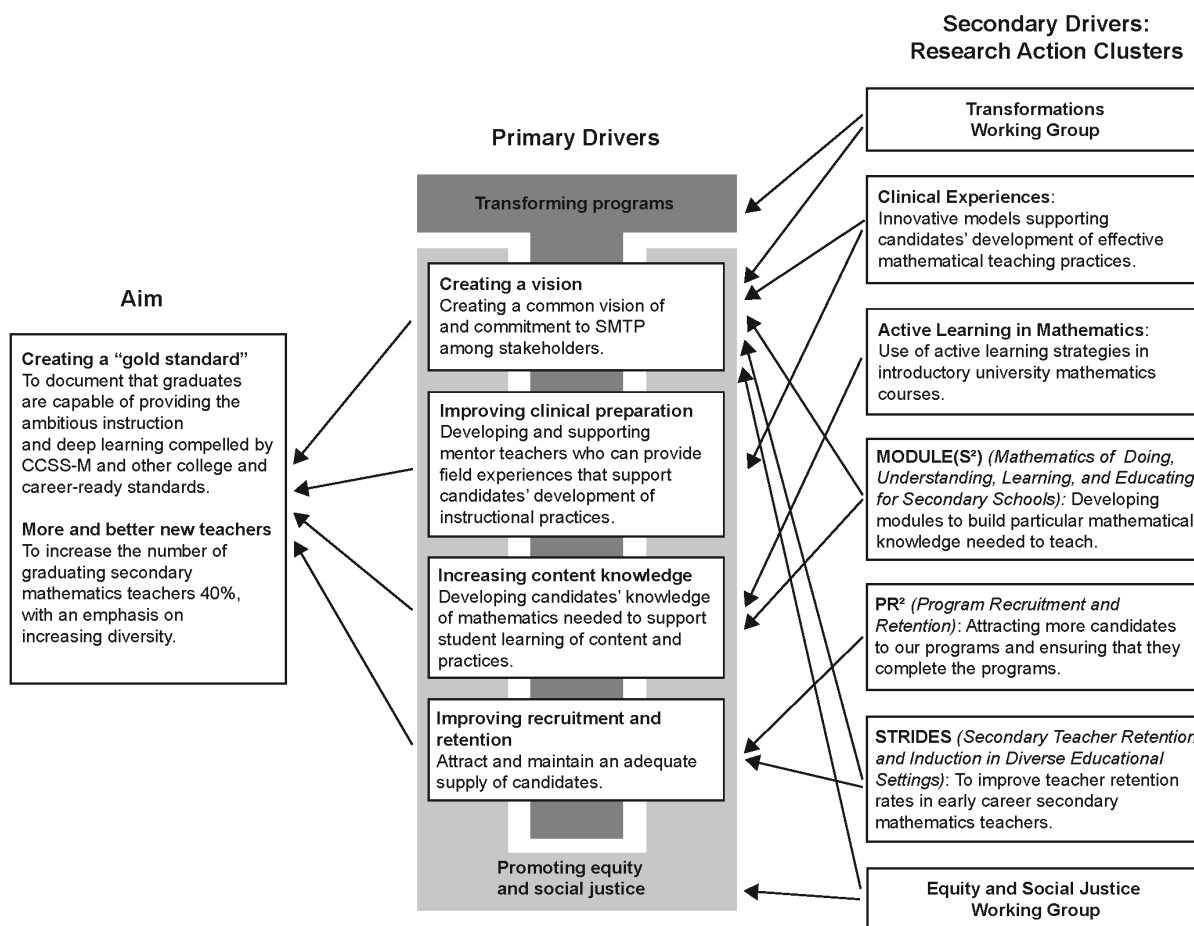 Aim
Creating a “gold standard”
To document that graduates
are capable of providing the
ambitious instruction
and deep learning compelled by
CCSS-M and other college and
career-ready standards.
More and better new teachers
To increase the number of
graduating secondary
mathematics teachers 40%,
with an emphasis on
increasing diversity.
Primary Drivers
Transforming programs
Creating a vision
Creating a common vision of
and commitment to SMTP
among stakeholders.
Improving clinical preparation
Developing and supporting
mentor teachers who can provide
field experiences that support
candidates’ development of
instructional practices.
Increasing content knowledge
Developing candidates’ knowledge
of mathematics needed to support
student learning of content and
practices.
Improving recruitment and
retention
Attract and maintain an adequate
supply of candidates.
Promoting equity
and social justice
Secondary Drivers:
Research Action Clusters
Transformations
Working Group
Clinical Experiences:
Innovative models supporting
candidates’ development of effective
mathematical teaching practices.
Active Learning in Mathematics:
Use of active learning strategies in
introductory university mathematics
courses.
MODULE(S²) (Mathematics of Doing,
Understanding, Learning, and Educating
for Secondary Schools): Developing
modules to build particular mathematical
knowledge needed to teach.
PR² (Program Recruitment and
Retention): Attracting more candidates
to our programs and ensuring that they
complete the programs.
STRIDES (Secondary Teacher Retention
and Induction in Diverse Educational
Settings): To improve teacher retention
rates in early career secondary
mathematics teachers.
Equity and Social Justice
Working Group